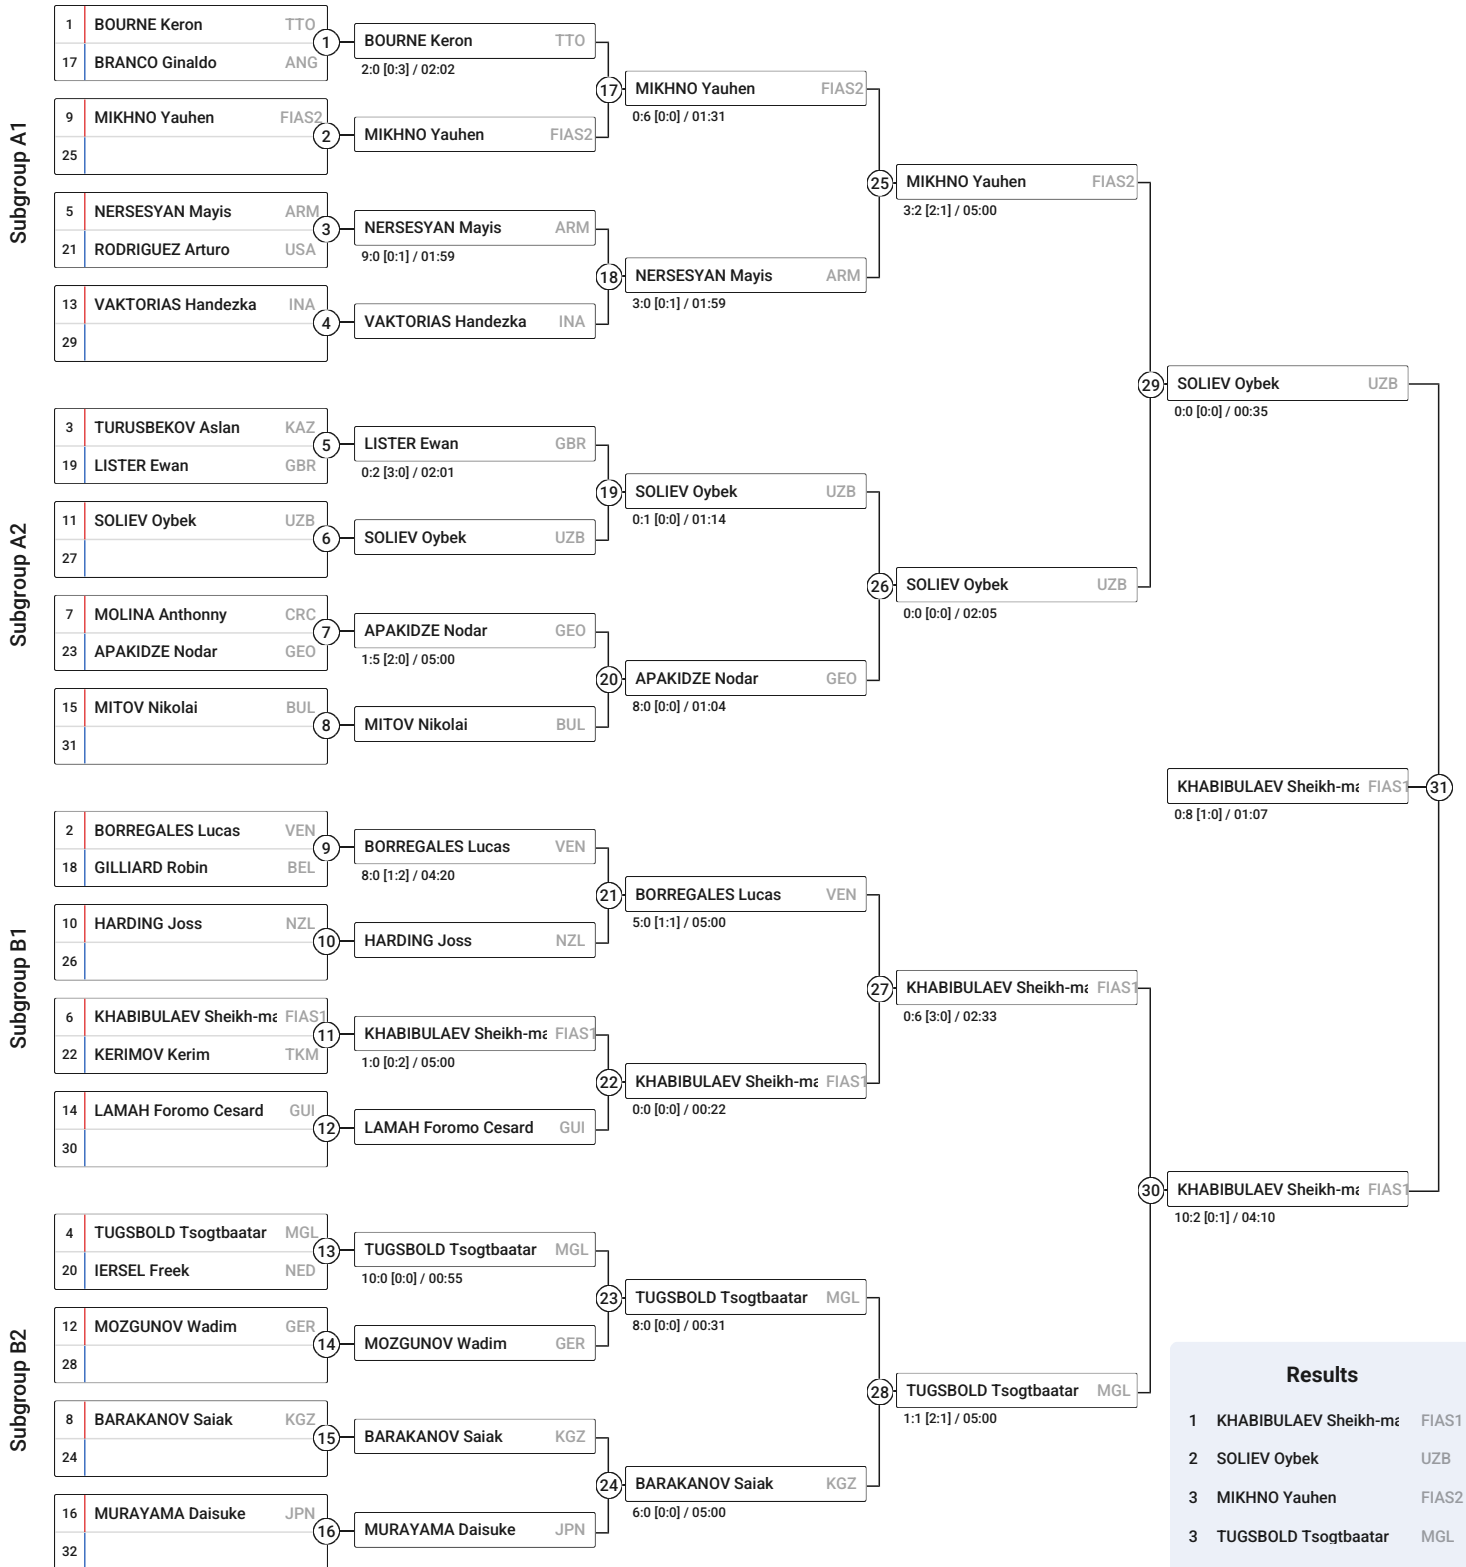 Subgroup A1
1 BOURNE Keron TTO
17 BRANCO Ginaldo ANG
1
BOURNE Keron TTO
2:0 [0:3] / 02:02
9 MIKHNO Yauhen FIAS2
25
2
MIKHNO Yauhen FIAS2
17
MIKHNO Yauhen FIAS2
0:6 [0:0] / 01:31
5 NERSESYAN Mayis ARM
21 RODRIGUEZ Arturo USA
3
NERSESYAN Mayis ARM
9:0 [0:1] / 01:59
13 VAKTORIAS Handezka INA
29
4
VAKTORIAS Handezka INA
18
NERSESYAN Mayis ARM
3:0 [0:1] / 01:59
25
MIKHNO Yauhen FIAS2
3:2 [2:1] / 05:00
Subgroup A2
3 TURUSBEKOV Aslan KAZ
19 LISTER Ewan GBR
5
LISTER Ewan GBR
0:2 [3:0] / 02:01
11 SOLIEV Oybek UZB
27
6
SOLIEV Oybek UZB
19
SOLIEV Oybek UZB
0:1 [0:0] / 01:14
7 MOLINA Anthonny CRC
23 APAKIDZE Nodar GEO
7
APAKIDZE Nodar GEO
1:5 [2:0] / 05:00
15 MITOV Nikolai BUL
31
8
MITOV Nikolai BUL
20
APAKIDZE Nodar GEO
8:0 [0:0] / 01:04
26
SOLIEV Oybek UZB
0:0 [0:0] / 02:05
29
SOLIEV Oybek UZB
0:0 [0:0] / 00:35
Subgroup B1
2 BORREGALES Lucas VEN
18 GILLIARD Robin BEL
9
BORREGALES Lucas VEN
8:0 [1:2] / 04:20
10 HARDING Joss NZL
26
10
HARDING Joss NZL
21
BORREGALES Lucas VEN
5:0 [1:1] / 05:00
6 KHABIBULAEV Sheikh-ma FIAS1
22 KERIMOV Kerim TKM
11
KHABIBULAEV Sheikh-ma FIAS1
1:0 [0:2] / 05:00
14 LAMAH Foromo Cesard GUI
30
12
LAMAH Foromo Cesard GUI
22
KHABIBULAEV Sheikh-ma FIAS1
0:0 [0:0] / 00:22
27
KHABIBULAEV Sheikh-ma FIAS1
0:6 [3:0] / 02:33
Subgroup B2
4 TUGSBOLD Tsogtbaatar MGL
20 IERSEL Freek NED
13
TUGSBOLD Tsogtbaatar MGL
10:0 [0:0] / 00:55
12 MOZGUNOV Wadim GER
28
14
MOZGUNOV Wadim GER
23
TUGSBOLD Tsogtbaatar MGL
8:0 [0:0] / 00:31
8 BARAKANOV Saiak KGZ
24
15
BARAKANOV Saiak KGZ
16 MURAYAMA Daisuke JPN
32
16
MURAYAMA Daisuke JPN
24
BARAKANOV Saiak KGZ
6:0 [0:0] / 05:00
28
TUGSBOLD Tsogtbaatar MGL
1:1 [2:1] / 05:00
30
KHABIBULAEV Sheikh-ma FIAS1
10:2 [0:1] / 04:10
KHABIBULAEV Sheikh-ma FIAS1
31
0:8 [1:0] / 01:07
Results
1 KHABIBULAEV Sheikh-ma FIAS1
2 SOLIEV Oybek UZB
3 MIKHNO Yauhen FIAS2
3 TUGSBOLD Tsogtbaatar MGL